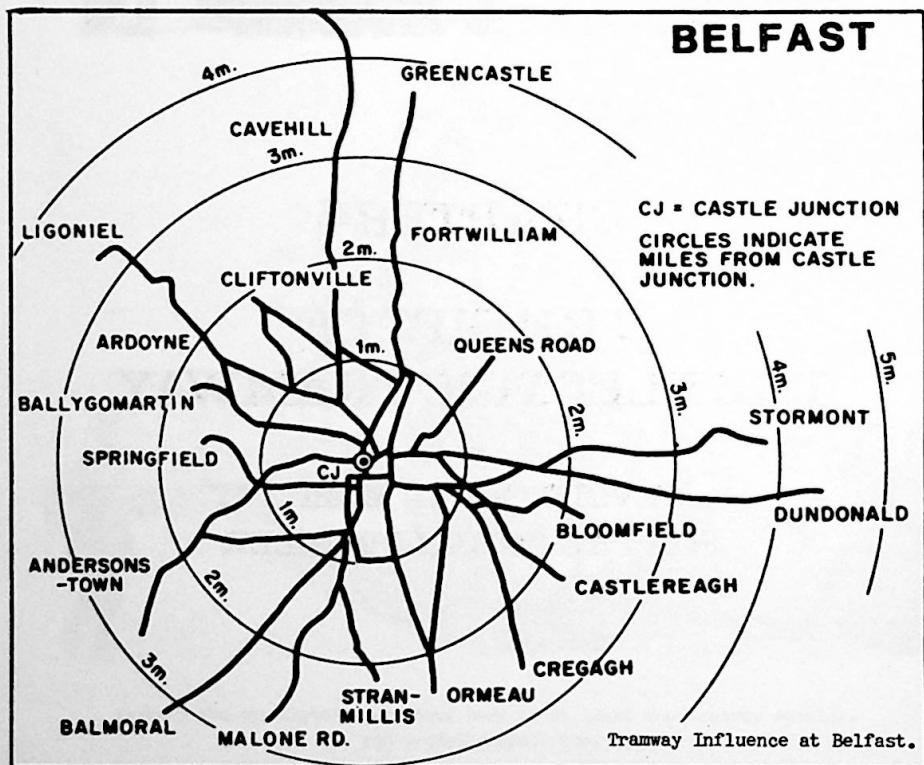 BELFAST
4m.
GREENCASTLE
CAVEHILL
3m.
CJ = CASTLE JUNCTION
CIRCLES INDICATE
MILES FROM CASTLE
JUNCTION.
LIGONIEL
FORTWILLIAM
2m.
CLIFTONVILLE
ARDOYNE
1m.
QUEENS ROAD
BALLYGOMARTIN
SPRINGFIELD
CJ
2m.
3m.
4m.
5m.
STORMONT
1m.
BLOOMFIELD
DUNDONALD
ANDERSONS
-TOWN
2m.
CASTLEREAGH
3m.
CREGAGH
STRAN-
MILLIS
ORMEAU
BALMORAL
MALONE RD.
Tramway Influence at Belfast.